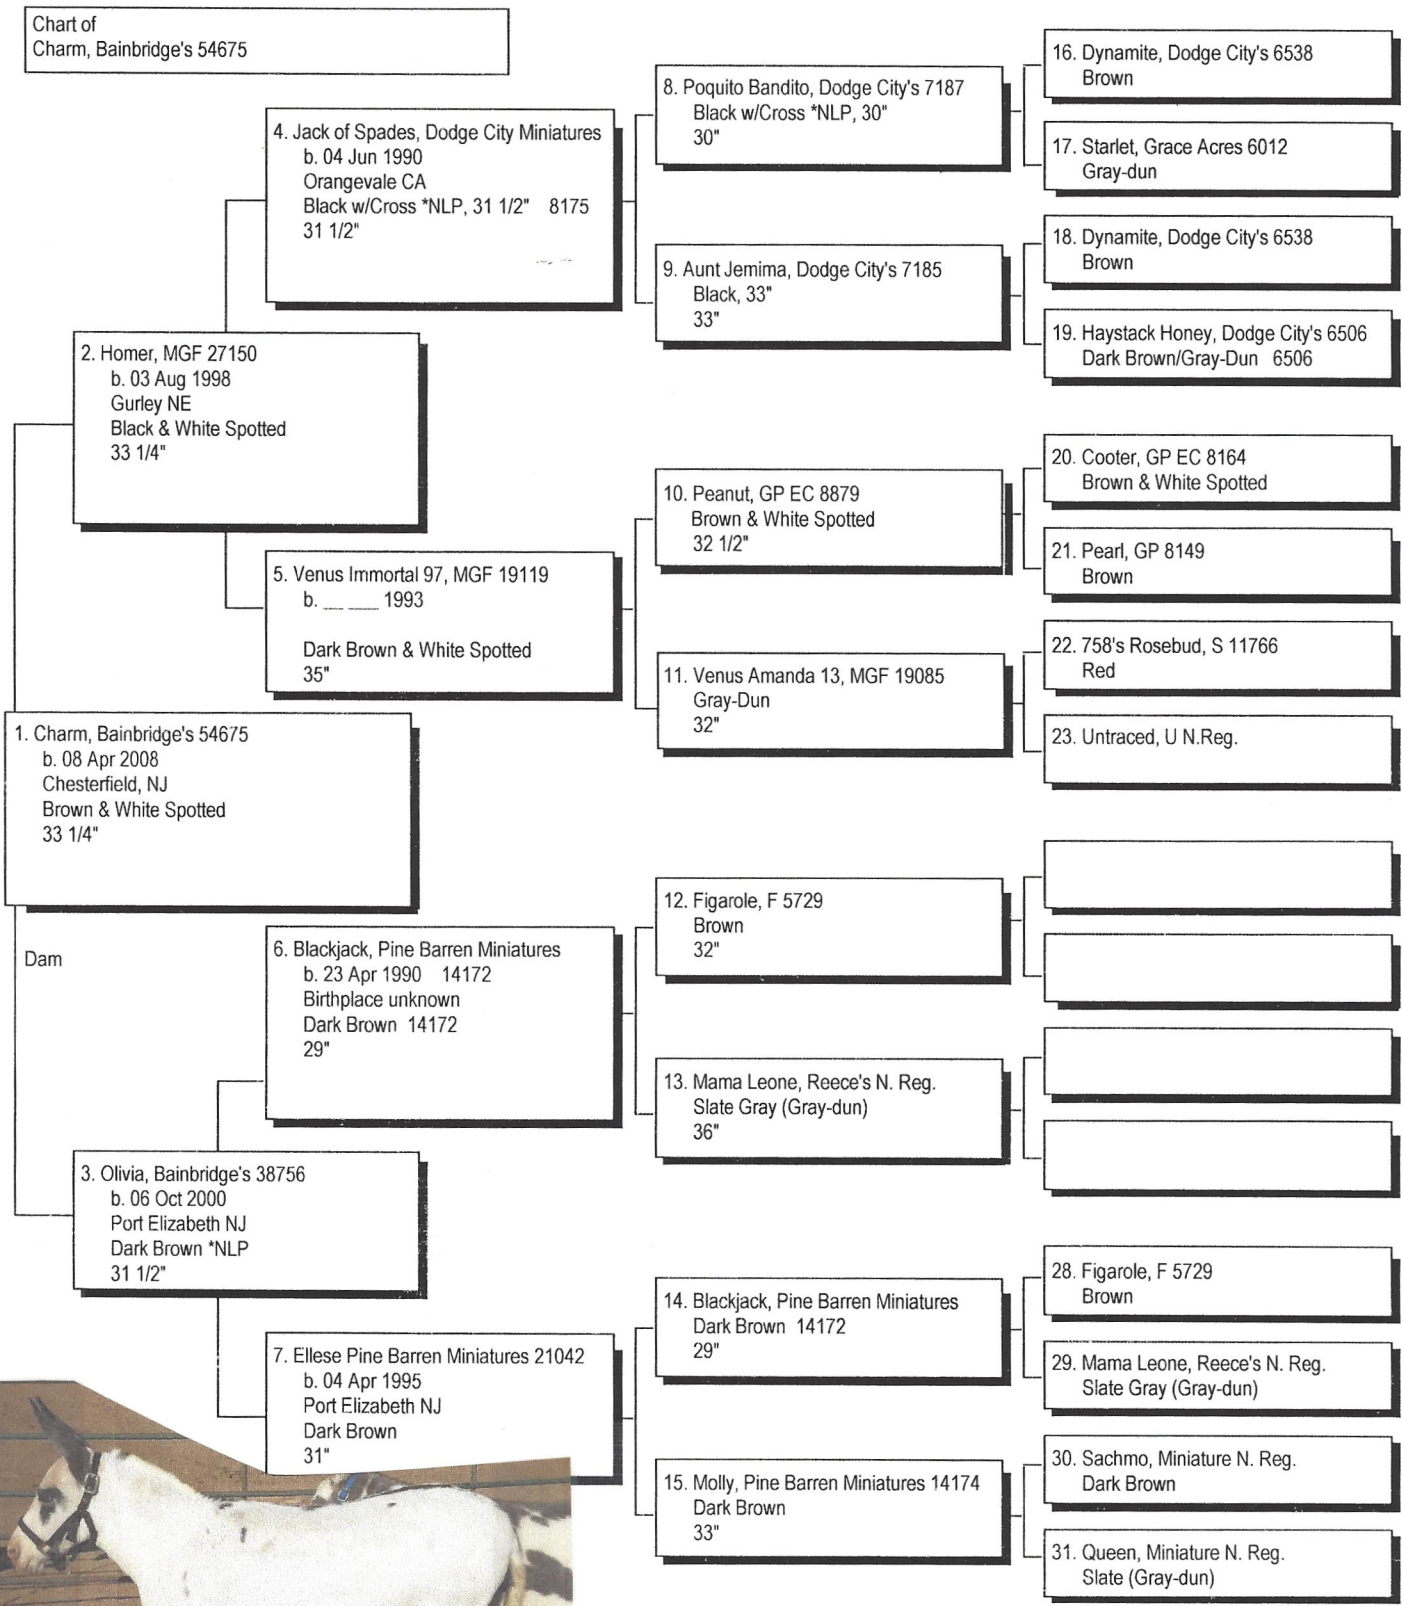 Chart of
Charm, Bainbridge's 54675
1. Charm, Bainbridge's 54675
b. 08 Apr 2008
Chesterfield, NJ
Brown & White Spotted
33 1/4"
Dam
2. Homer, MGF 27150
b. 03 Aug 1998
Gurley NE
Black & White Spotted
33 1/4"
3. Olivia, Bainbridge's 38756
b. 06 Oct 2000
Port Elizabeth NJ
Dark Brown *NLP
31 1/2"
4. Jack of Spades, Dodge City Miniatures
b. 04 Jun 1990
Orangevale CA
Black w/Cross *NLP, 31 1/2" 8175
31 1/2"
5. Venus Immortal 97, MGF 19119
b. __ ___ 1993
Dark Brown & White Spotted
35"
6. Blackjack, Pine Barren Miniatures
b. 23 Apr 1990 14172
Birthplace unknown
Dark Brown 14172
29"
7. Ellese Pine Barren Miniatures 21042
b. 04 Apr 1995
Port Elizabeth NJ
Dark Brown
31"
8. Poquito Bandito, Dodge City's 7187
Black w/Cross *NLP, 30"
30"
9. Aunt Jemima, Dodge City's 7185
Black, 33"
33"
10. Peanut, GP EC 8879
Brown & White Spotted
32 1/2"
11. Venus Amanda 13, MGF 19085
Gray-Dun
32"
12. Figarole, F 5729
Brown
32"
13. Mama Leone, Reece's N. Reg.
Slate Gray (Gray-dun)
36"
14. Blackjack, Pine Barren Miniatures
Dark Brown 14172
29"
15. Molly, Pine Barren Miniatures 14174
Dark Brown
33"
16. Dynamite, Dodge City's 6538
Brown
17. Starlet, Grace Acres 6012
Gray-dun
18. Dynamite, Dodge City's 6538
Brown
19. Haystack Honey, Dodge City's 6506
Dark Brown/Gray-Dun 6506
20. Cooter, GP EC 8164
Brown & White Spotted
21. Pearl, GP 8149
Brown
22. 758's Rosebud, S 11766
Red
23. Untraced, U N.Reg.
28. Figarole, F 5729
Brown
29. Mama Leone, Reece's N. Reg.
Slate Gray (Gray-dun)
30. Sachmo, Miniature N. Reg.
Dark Brown
31. Queen, Miniature N. Reg.
Slate (Gray-dun)